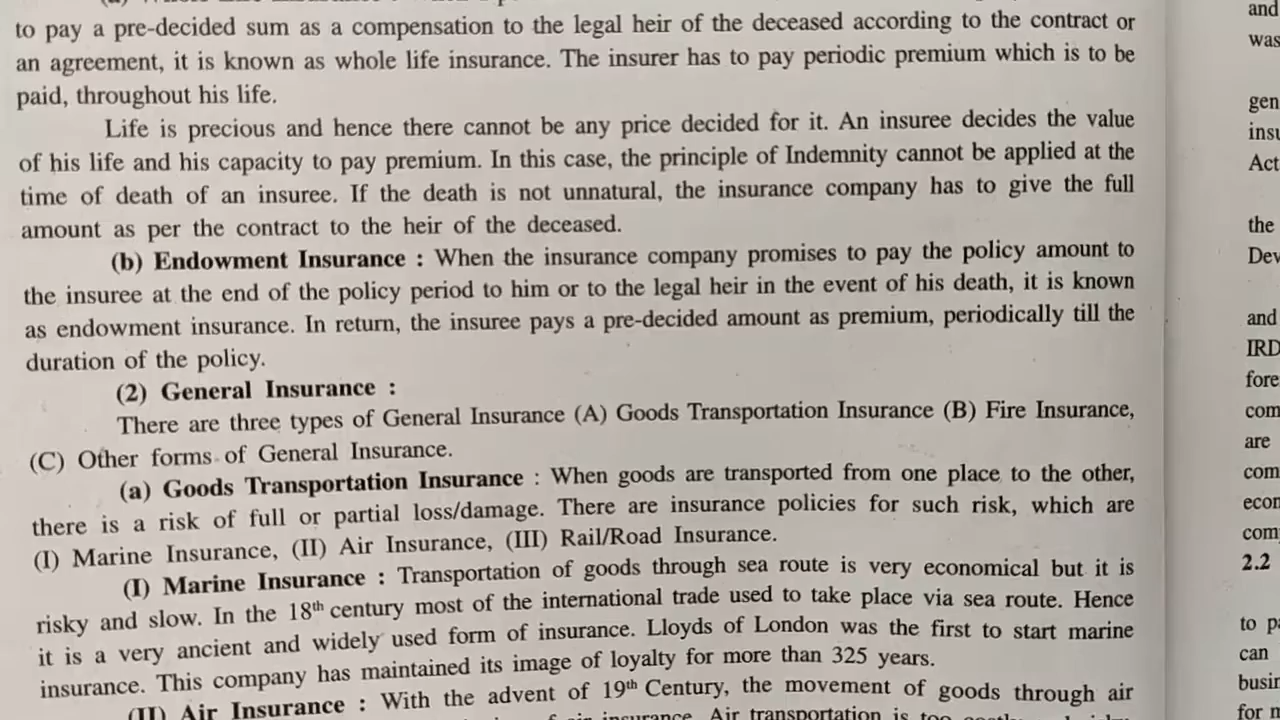 to pay a pre-decided sum as a compensation to the legal heir of the deceased according to the contract or
an agreement, it is known as whole life insurance. The insurer has to pay periodic premium which is to be
paid, throughout his life.
Life is precious and hence there cannot be any price decided for it. An insuree decides the value
of his life and his capacity to pay premium. In this case, the principle of Indemnity cannot be applied at the
time of death of an insuree. If the death is not unnatural, the insurance company has to give the full
amount as per the contract to the heir of the deceased.
(b) Endowment Insurance : When the insurance company promises to pay the policy amount to
the insuree at the end of the policy period to him or to the legal heir in the event of his death, it is known
as endowment insurance. In return, the insuree pays a pre-decided amount as premium, periodically till the
duration of the policy.
(2) General Insurance :
There are three types of General Insurance (A) Goods Transportation Insurance (B) Fire Insurance,
(C) Other forms of General Insurance.
(a) Goods Transportation Insurance : When goods are transported from one place to the other,
there is a risk of full or partial loss/damage. There are insurance policies for such risk, which are
(I) Marine Insurance, (II) Air Insurance, (III) Rail/Road Insurance.
(I) Marine Insurance : Transportation of goods through sea route is very economical but it is
risky and slow. In the 18th century most of the international trade used to take place via sea route. Hence
it is a very ancient and widely used form of insurance. Lloyds of London was the first to start marine
insurance. This company has maintained its image of loyalty for more than 325 years.
(II) Air Insurance : With the advent of 19th Century, the movement of goods through air
insurance. Air transportation is too
and
was
gen
insu
Act
the
Dev
and
IRD
fore
com
are
com
econ
com
2.2
to pa
can
busin
for m